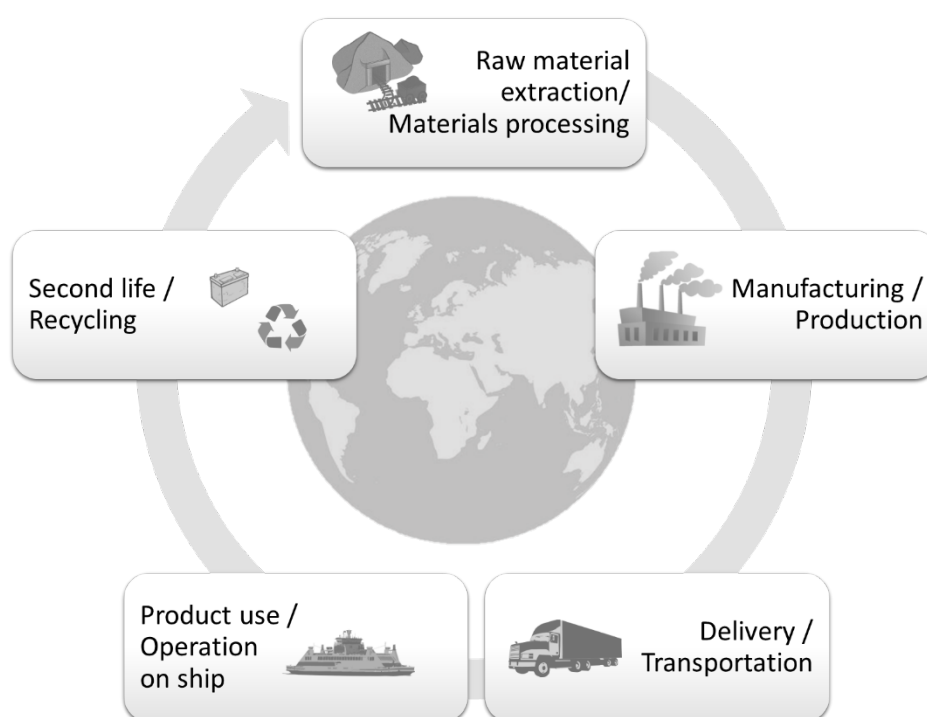 Raw material
extraction/
Materials processing
Manufacturing /
Production
Delivery /
Transportation
Product use /
Operation
on ship
Second life /
Recycling